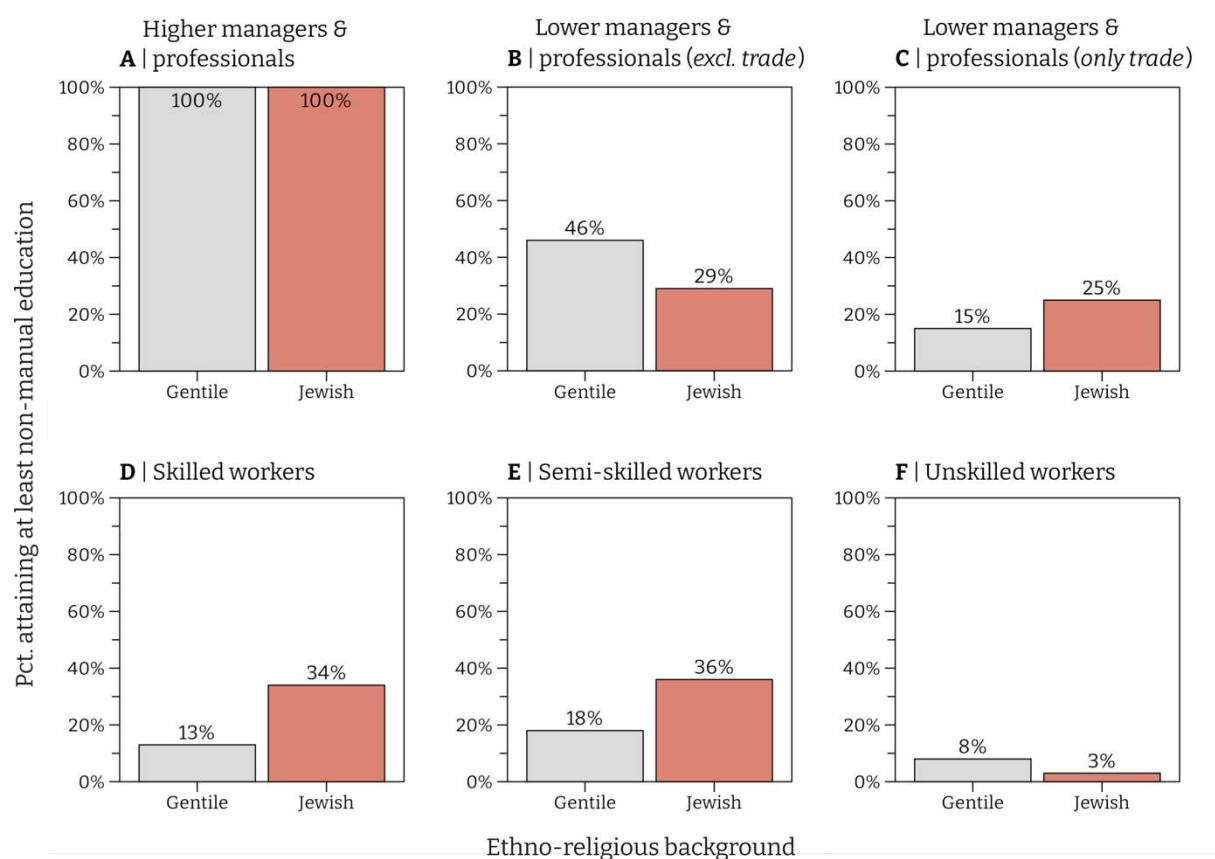 Higher managers &
A | professionals
Lower managers &
B | professionals (excl. trade)
Lower managers &
C | professionals (only trade)
Pct. attaining at least non-manual education
100%
80%
60%
40%
20%
0%
100%
100%
Gentile
Jewish
100%
80%
60%
40%
20%
0%
46%
29%
Gentile
Jewish
100%
80%
60%
40%
20%
0%
15%
25%
Gentile
Jewish
D | Skilled workers
100%
80%
60%
40%
20%
0%
13%
34%
Gentile
Jewish
E | Semi-skilled workers
100%
80%
60%
40%
20%
0%
18%
36%
Gentile
Jewish
F | Unskilled workers
100%
80%
60%
40%
20%
0%
8%
3%
Gentile
Jewish
Ethno-religious background